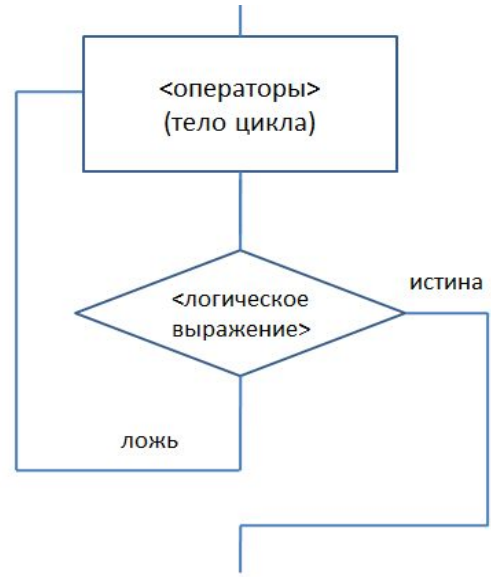 <операторы>
(тело цикла)
<логическое
выражение>
истина
ложь